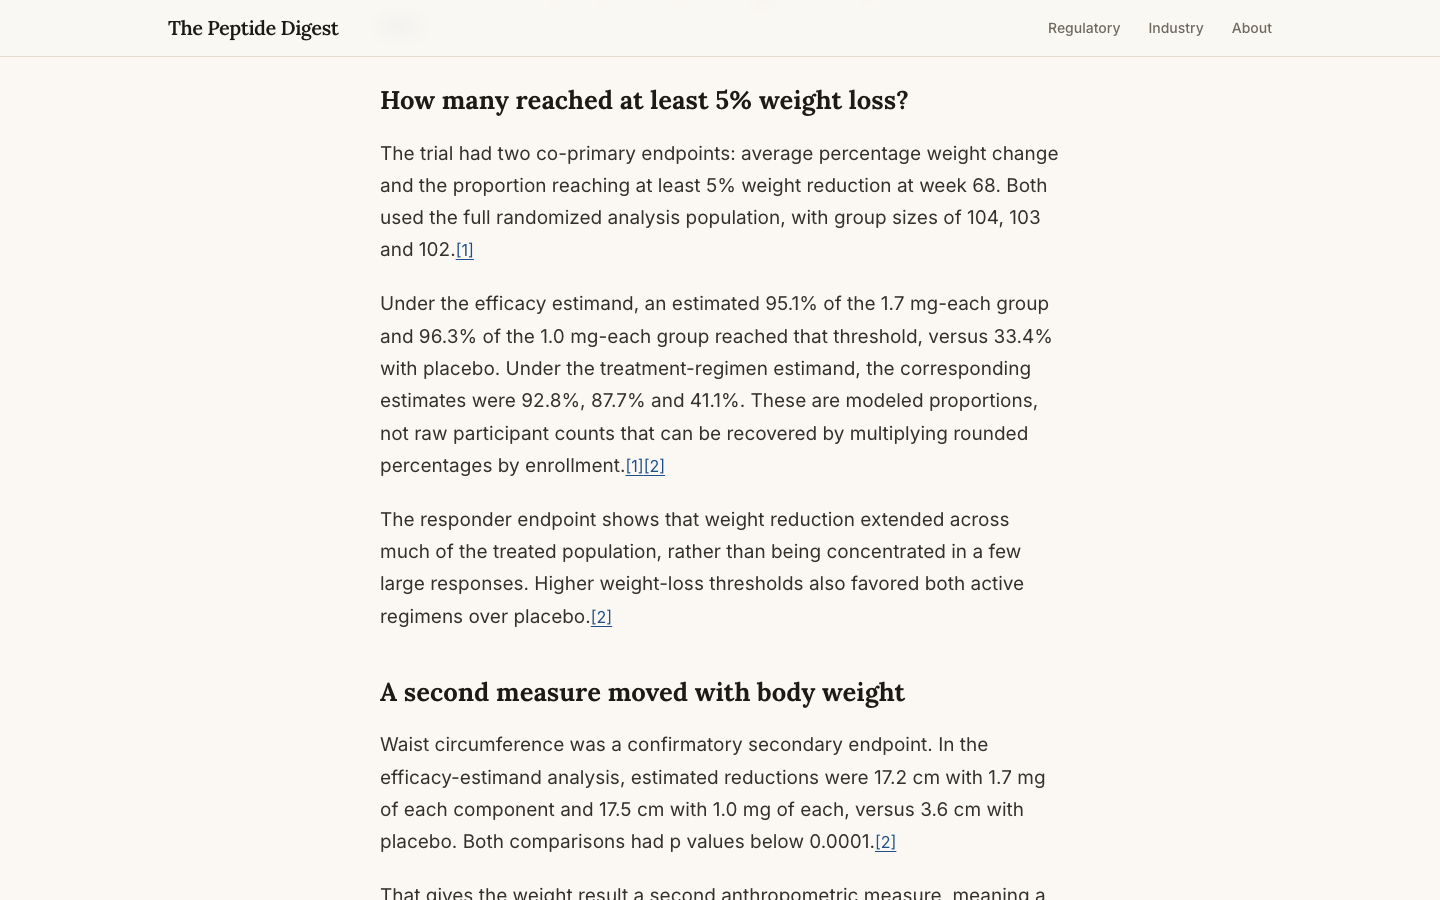 The Peptide Digest
Regulatory
Industry
About
How many reached at least 5% weight loss?
The trial had two co-primary endpoints: average percentage weight change
and the proportion reaching at least 5% weight reduction at week 68. Both
used the full randomized analysis population, with group sizes of 104, 103
and 102.[1]
Under the efficacy estimand, an estimated 95.1% of the 1.7 mg-each group
and 96.3% of the 1.0 mg-each group reached that threshold, versus 33.4%
with placebo. Under the treatment-regimen estimand, the corresponding
estimates were 92.8%, 87.7% and 41.1%. These are modeled proportions,
not raw participant counts that can be recovered by multiplying rounded
percentages by enrollment.[1][2]
The responder endpoint shows that weight reduction extended across
much of the treated population, rather than being concentrated in a few
large responses. Higher weight-loss thresholds also favored both active
regimens over placebo.[2]
A second measure moved with body weight
Waist circumference was a confirmatory secondary endpoint. In the
efficacy-estimand analysis, estimated reductions were 17.2 cm with 1.7 mg
of each component and 17.5 cm with 1.0 mg of each, versus 3.6 cm with
placebo. Both comparisons had p values below 0.0001.[2]
That gives the weight result a second anthropometric measure, meaning a